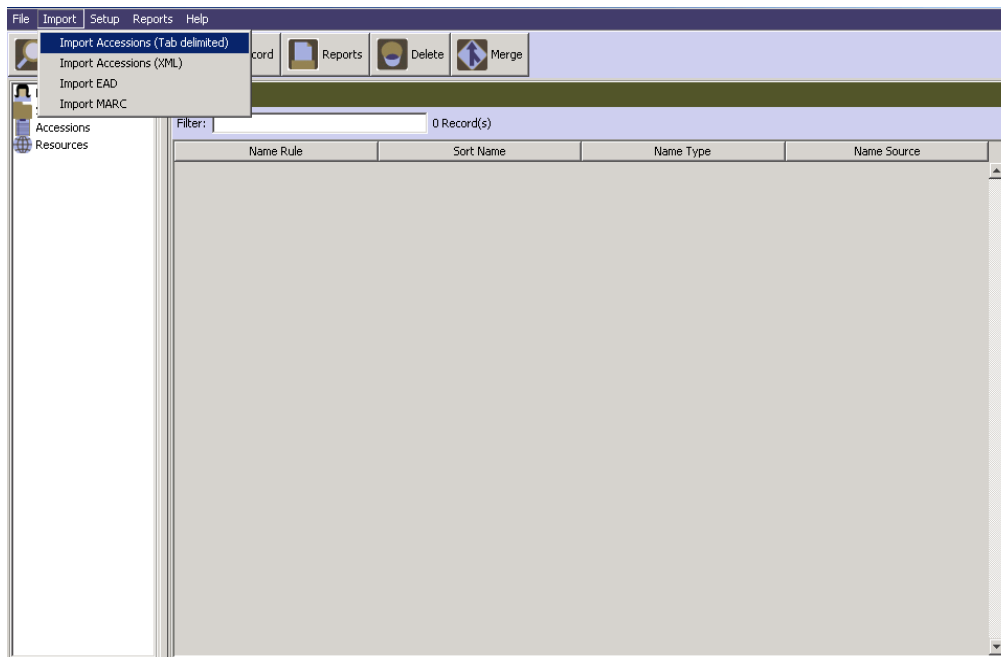 File Import Setup Reports Help
Import Accessions (Tab delimited)
Import Accessions (XML)
Import EAD
Import MARC
Reports Delete Merge
Accessions
Resources
Filter: 0 Record(s)
Name Rule Sort Name Name Type Name Source